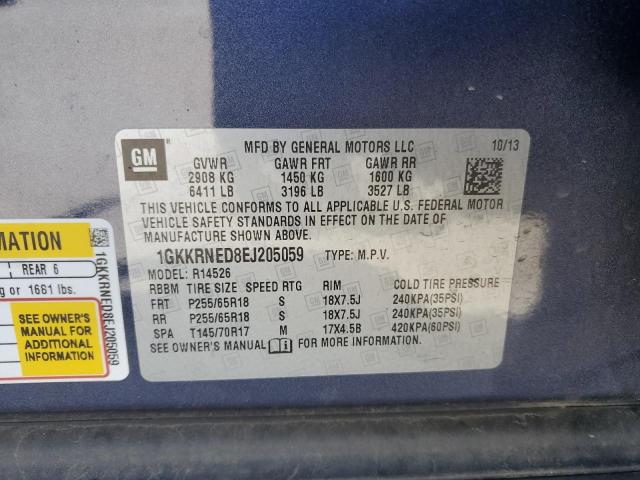 GM
MFD BY GENERAL MOTORS LLC 10/13
GVWR GAWR FRT GAWR RR
2908 KG 1450 KG 1600 KG
6411 LB 3196 LB 3527 LB
THIS VEHICLE CONFORMS TO ALL APPLICABLE U.S. FEDERAL MOTOR
VEHICLE SAFETY STANDARDS IN EFFECT ON THE DATE OF
MANUFACTURE SHOWN ABOVE.
1GKKRNED8EJ205059 TYPE: M.P.V.
MODEL: R14526
RBBM TIRE SIZE SPEED RTG RIM COLD TIRE PRESSURE
FRT P255/65R18 S 18X7.5J 240KPA(35PSI)
RR P255/65R18 S 18X7.5J 240KPA(35PSI)
SPA T145/70R17 M 17X4.5B 420KPA(60PSI)
SEE OWNER'S MANUAL FOR MORE INFORMATION.
MATION
REAR 6
or 1661 lbs.
SEE OWNER'S
MANUAL FOR
ADDITIONAL
INFORMATION
1GKKRNED8EJ205059